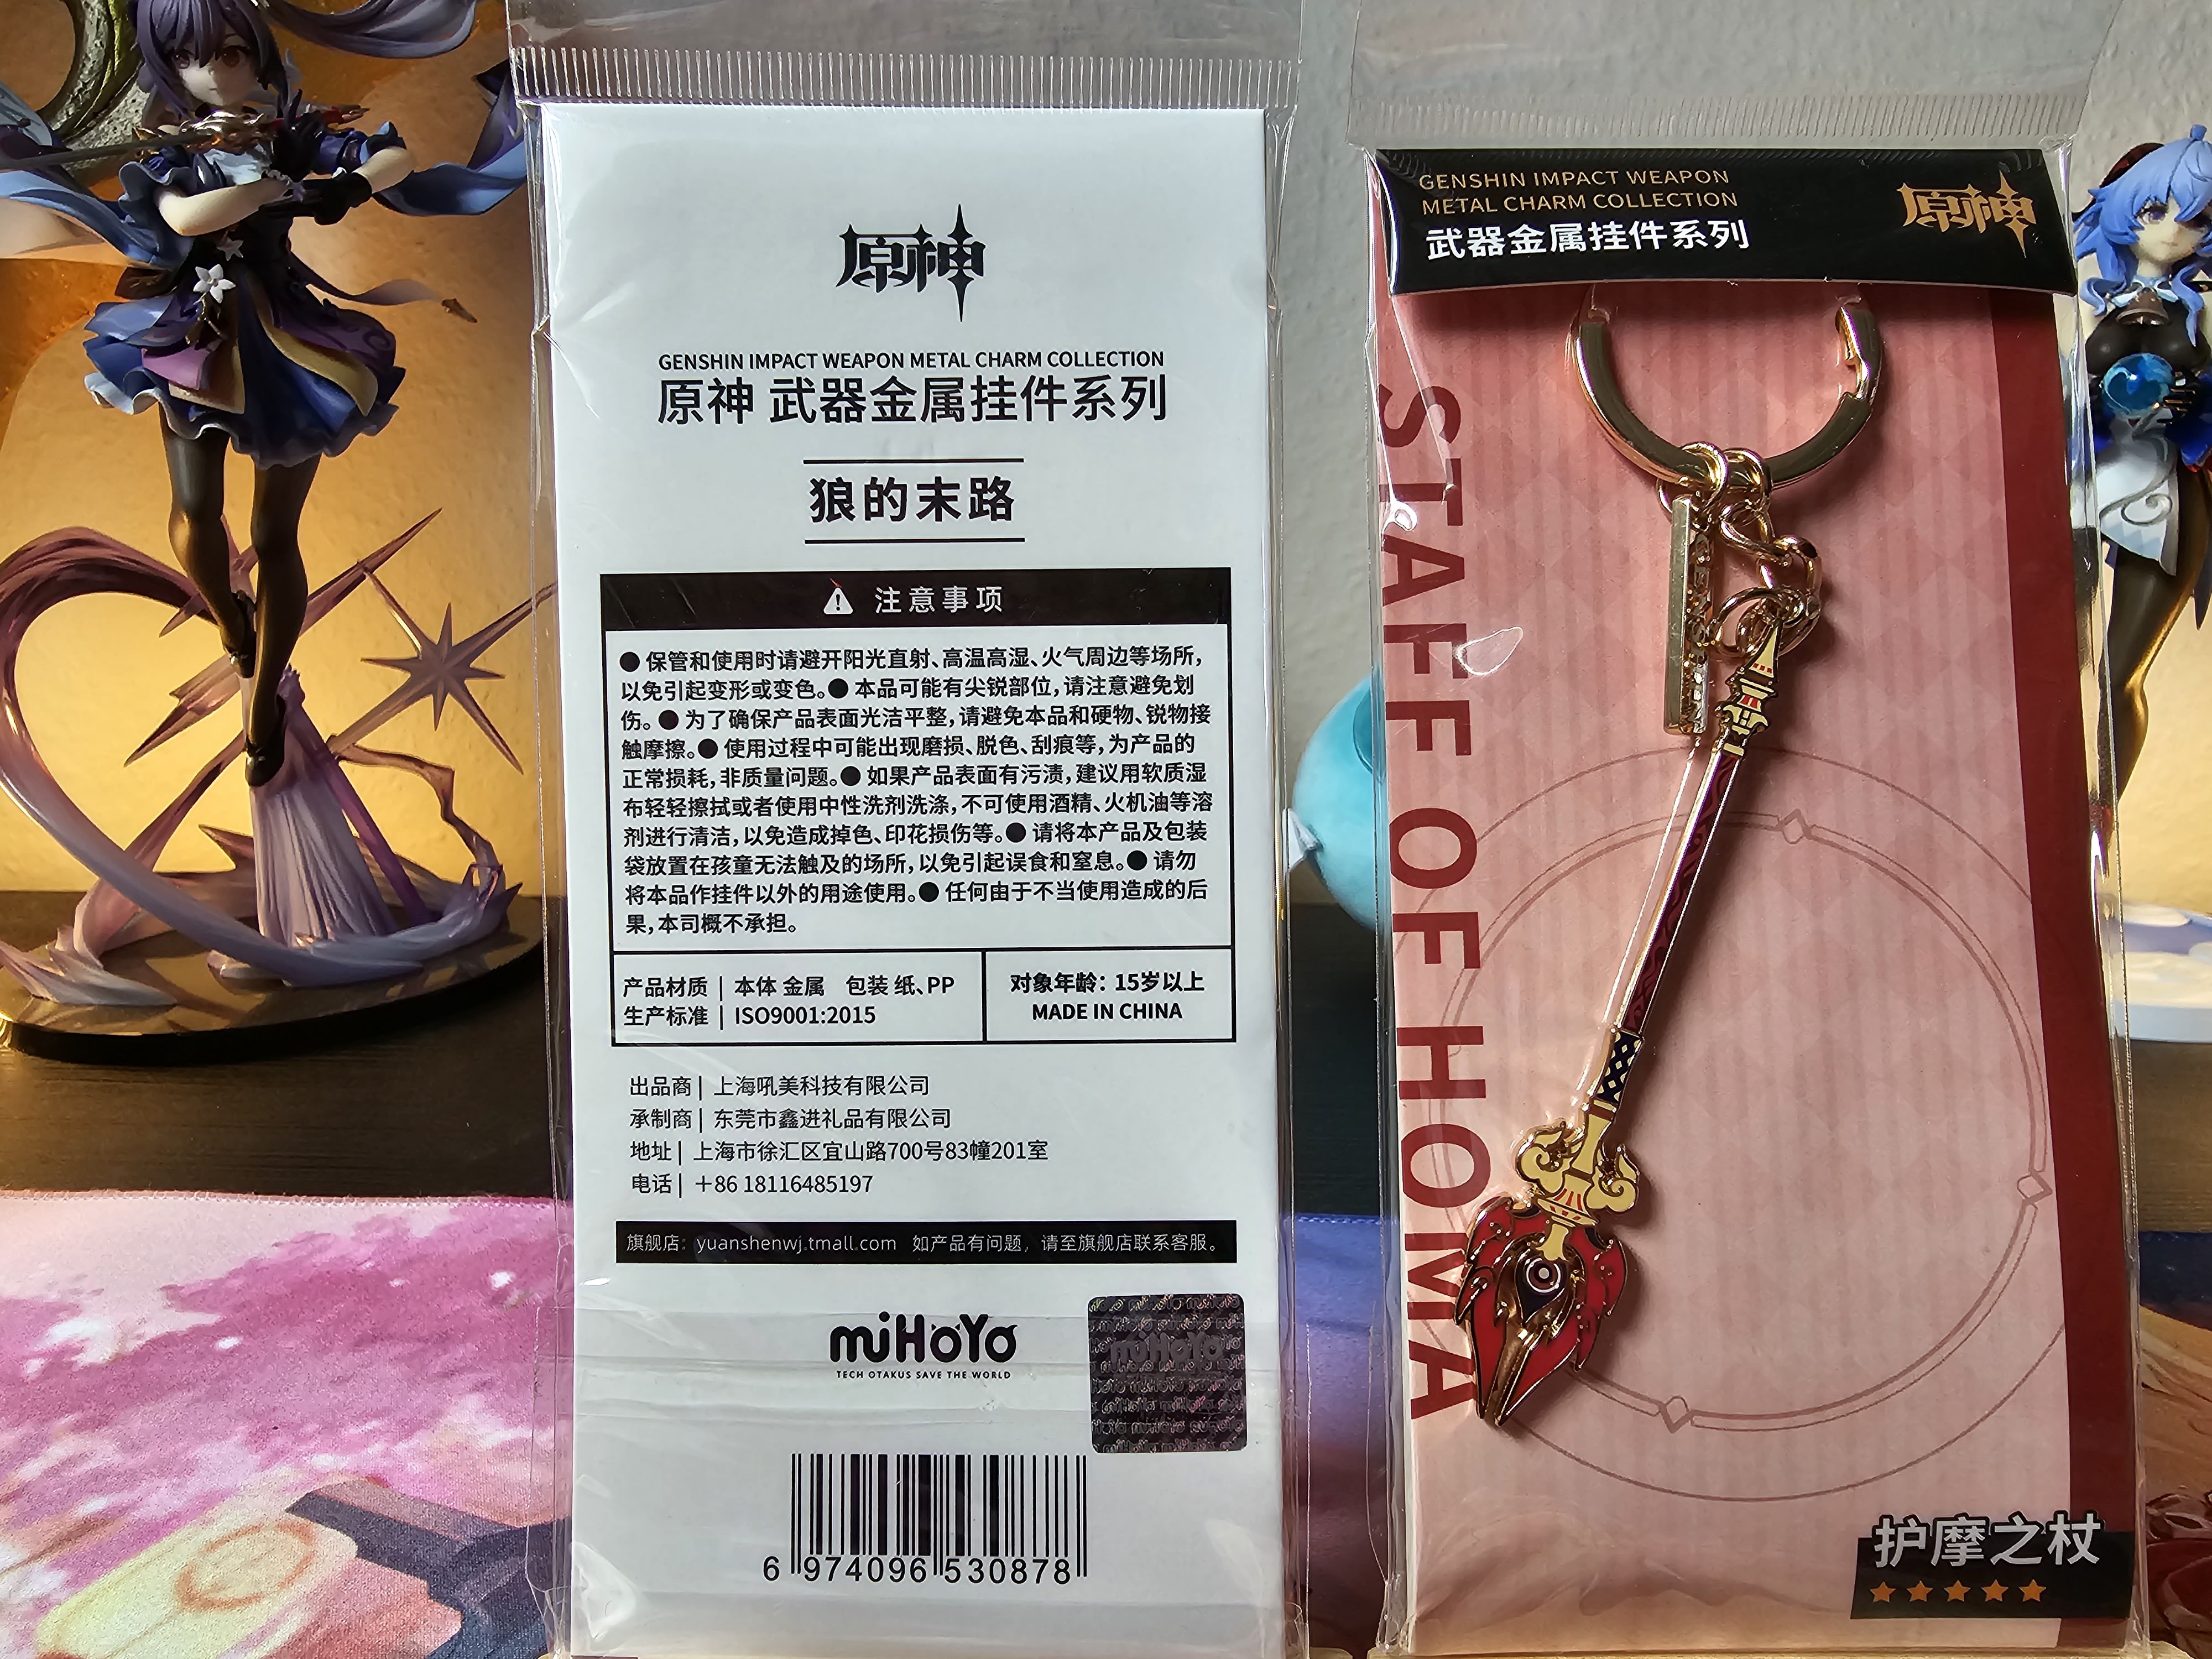 原神
GENSHIN IMPACT WEAPON METAL CHARM COLLECTION
原神 武器金属挂件系列
狼的末路
注意事项
● 保管和使用时请避开阳光直射、高温高湿、火气周边等场所，
以免引起变形或变色。● 本品可能有尖锐部位，请注意避免划
伤。● 为了确保产品表面光洁平整，请避免本品和硬物、锐物接
触摩擦。● 使用过程中可能出现磨损、脱色、刮痕等，为产品的
正常损耗，非质量问题。● 如果产品表面有污渍，建议用软质湿
布轻轻擦拭或者使用中性洗剂洗涤，不可使用酒精、火机油等溶
剂进行清洁，以免造成掉色、印花损伤等。● 请将本产品及包装
袋放置在孩童无法触及的场所，以免引起误食和窒息。● 请勿
将本品作挂件以外的用途使用。● 任何由于不当使用造成的后
果，本司概不承担。
产品材质 | 本体 金属 包装 纸、PP
生产标准 | ISO9001:2015
对象年龄：15岁以上
MADE IN CHINA
出品商 | 上海吼美科技有限公司
承制商 | 东莞市鑫进礼品有限公司
地址 | 上海市徐汇区宜山路700号83幢201室
电话 | +86 18116485197
旗舰店：yuanshenwj.tmall.com 如产品有问题，请至旗舰店联系客服。
miHoYo
TECH OTAKUS SAVE THE WORLD
miHoYo
6 974096 530878
GENSHIN IMPACT WEAPON
METAL CHARM COLLECTION
武器金属挂件系列
原神
STAFF OF HOMA
护摩之杖